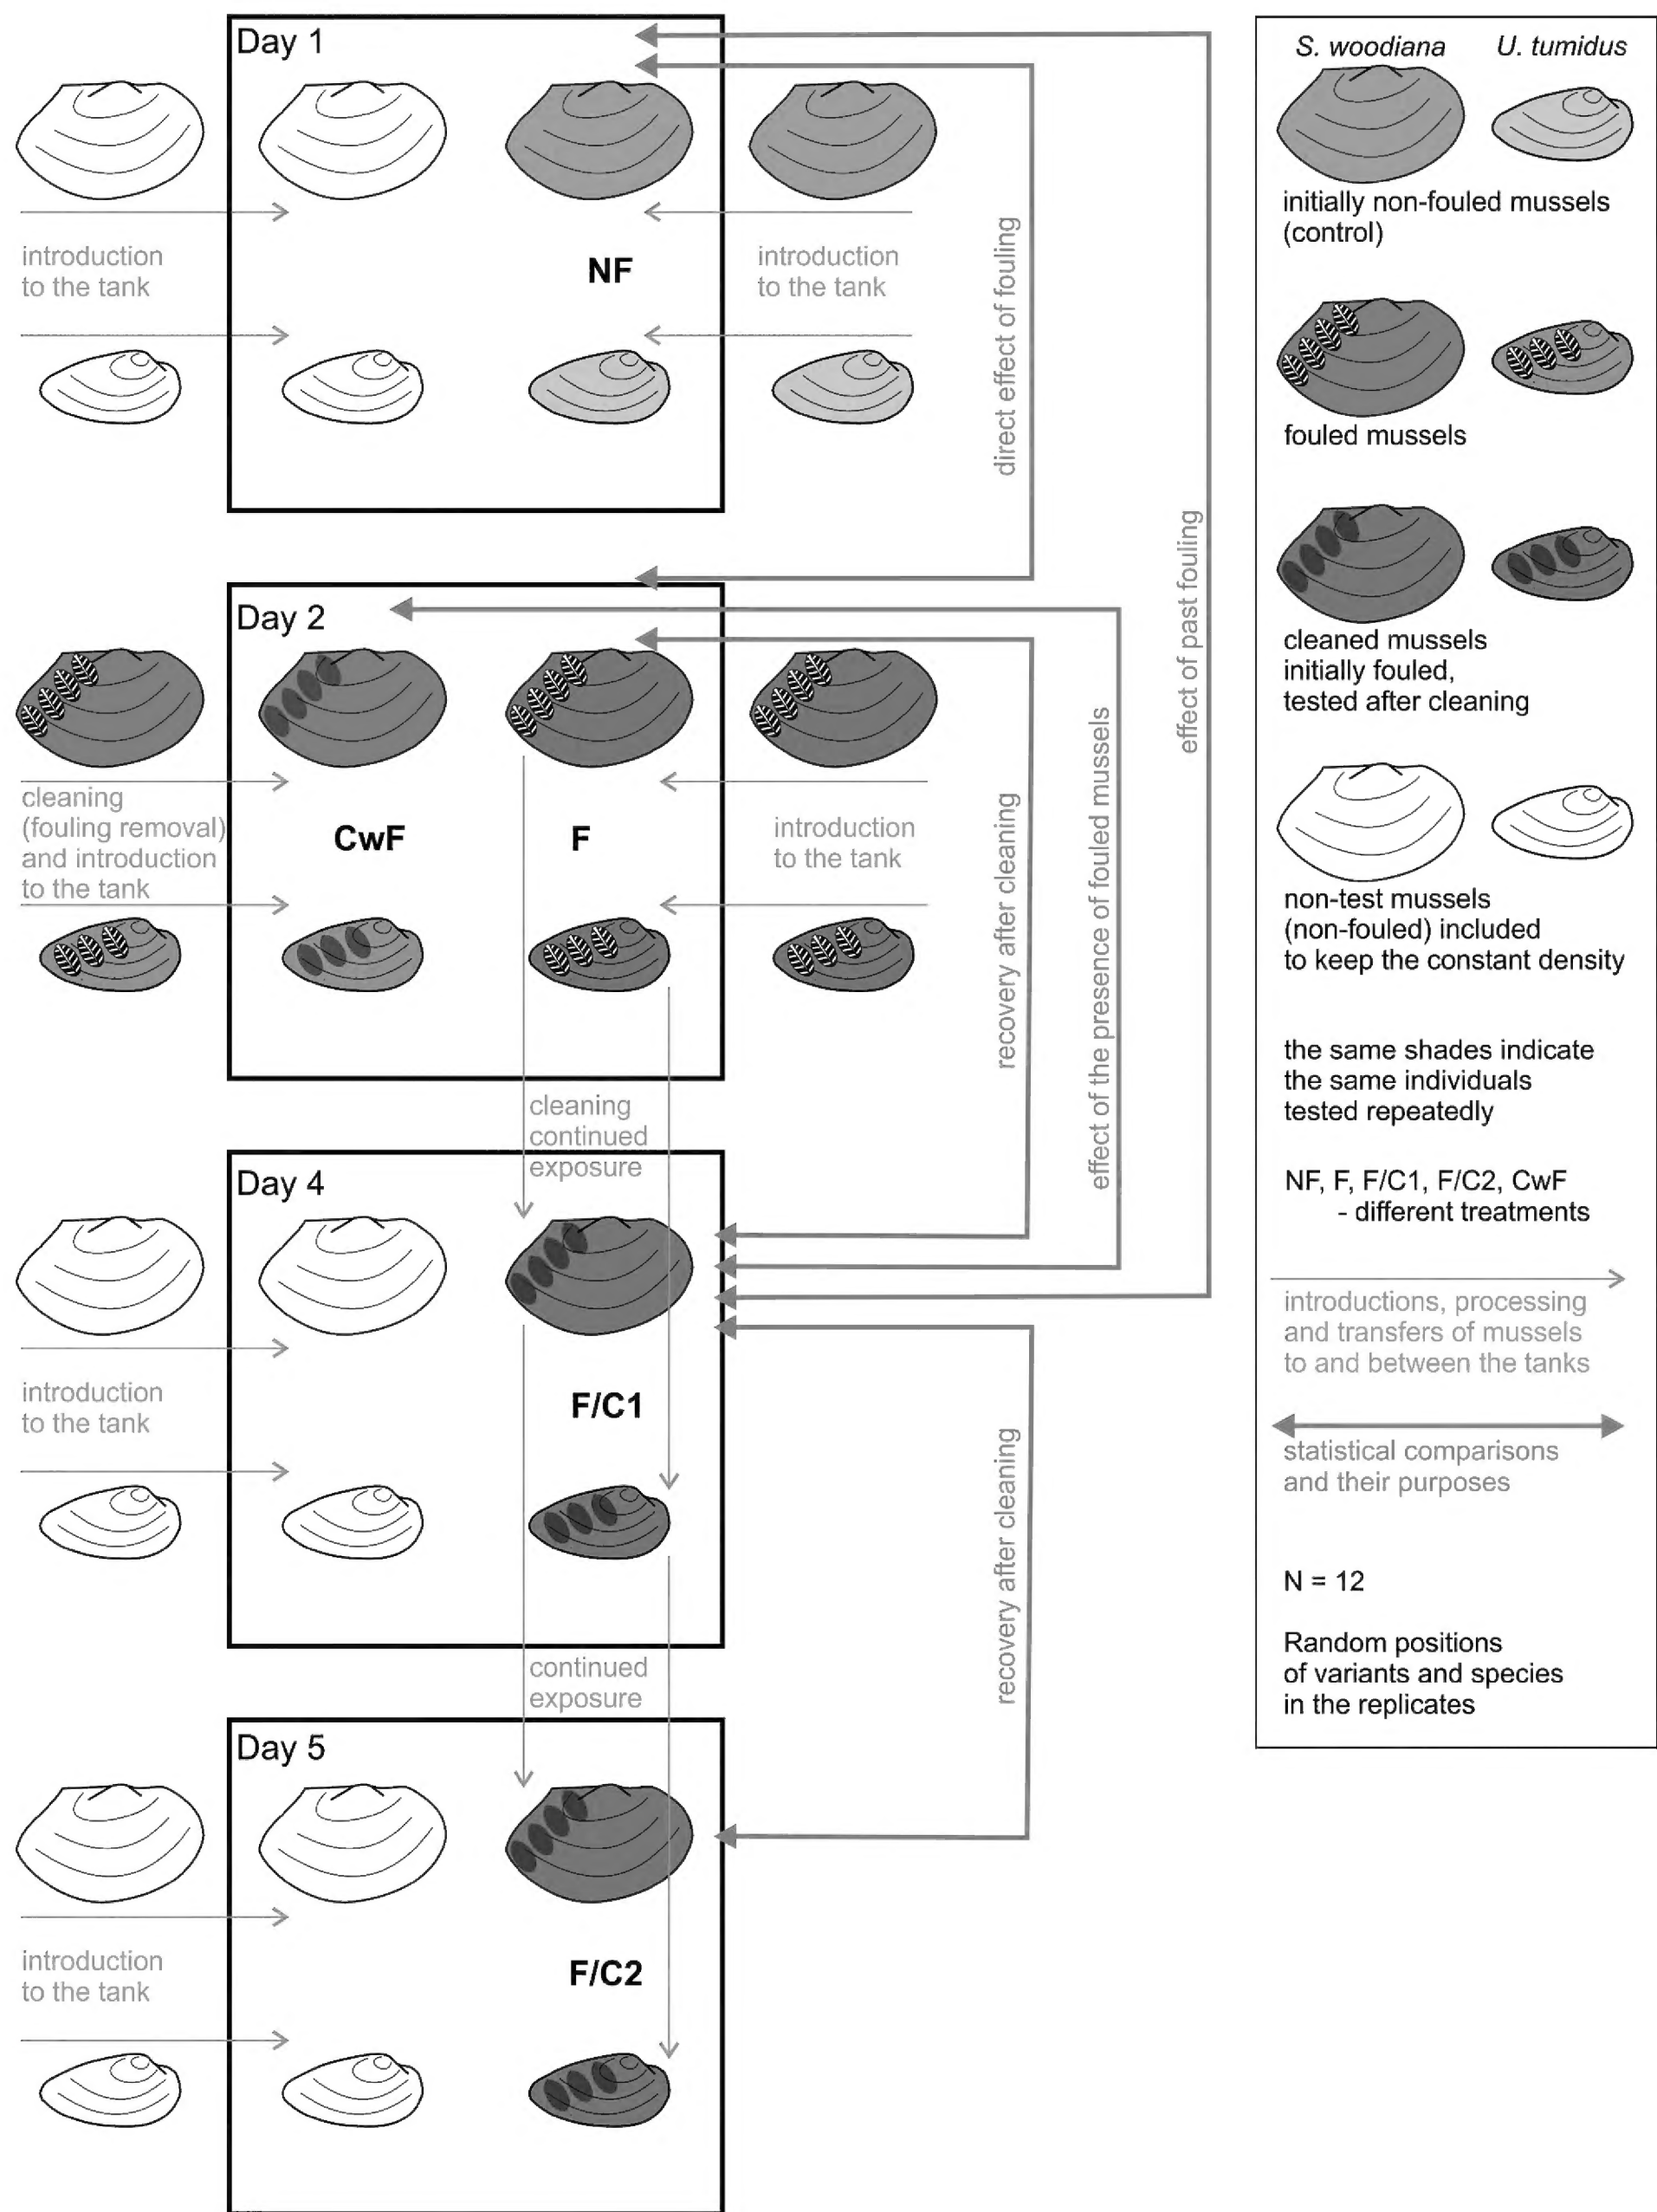 Day 1
introduction
to the tank
NF
introduction
to the tank
direct effect of fouling
effect of past fouling
Day 2
cleaning
(fouling removal)
and introduction
to the tank
CwF
F
introduction
to the tank
recovery after cleaning
effect of the presence of fouled mussels
cleaning
continued
exposure
Day 4
introduction
to the tank
F/C1
recovery after cleaning
continued
exposure
Day 5
introduction
to the tank
F/C2
S. woodiana
U. tumidus
initially non-fouled mussels
(control)
fouled mussels
cleaned mussels
initially fouled,
tested after cleaning
non-test mussels
(non-fouled) included
to keep the constant density
the same shades indicate
the same individuals
tested repeatedly
NF, F, F/C1, F/C2, CwF
- different treatments
introductions, processing
and transfers of mussels
to and between the tanks
statistical comparisons
and their purposes
N = 12
Random positions
of variants and species
in the replicates